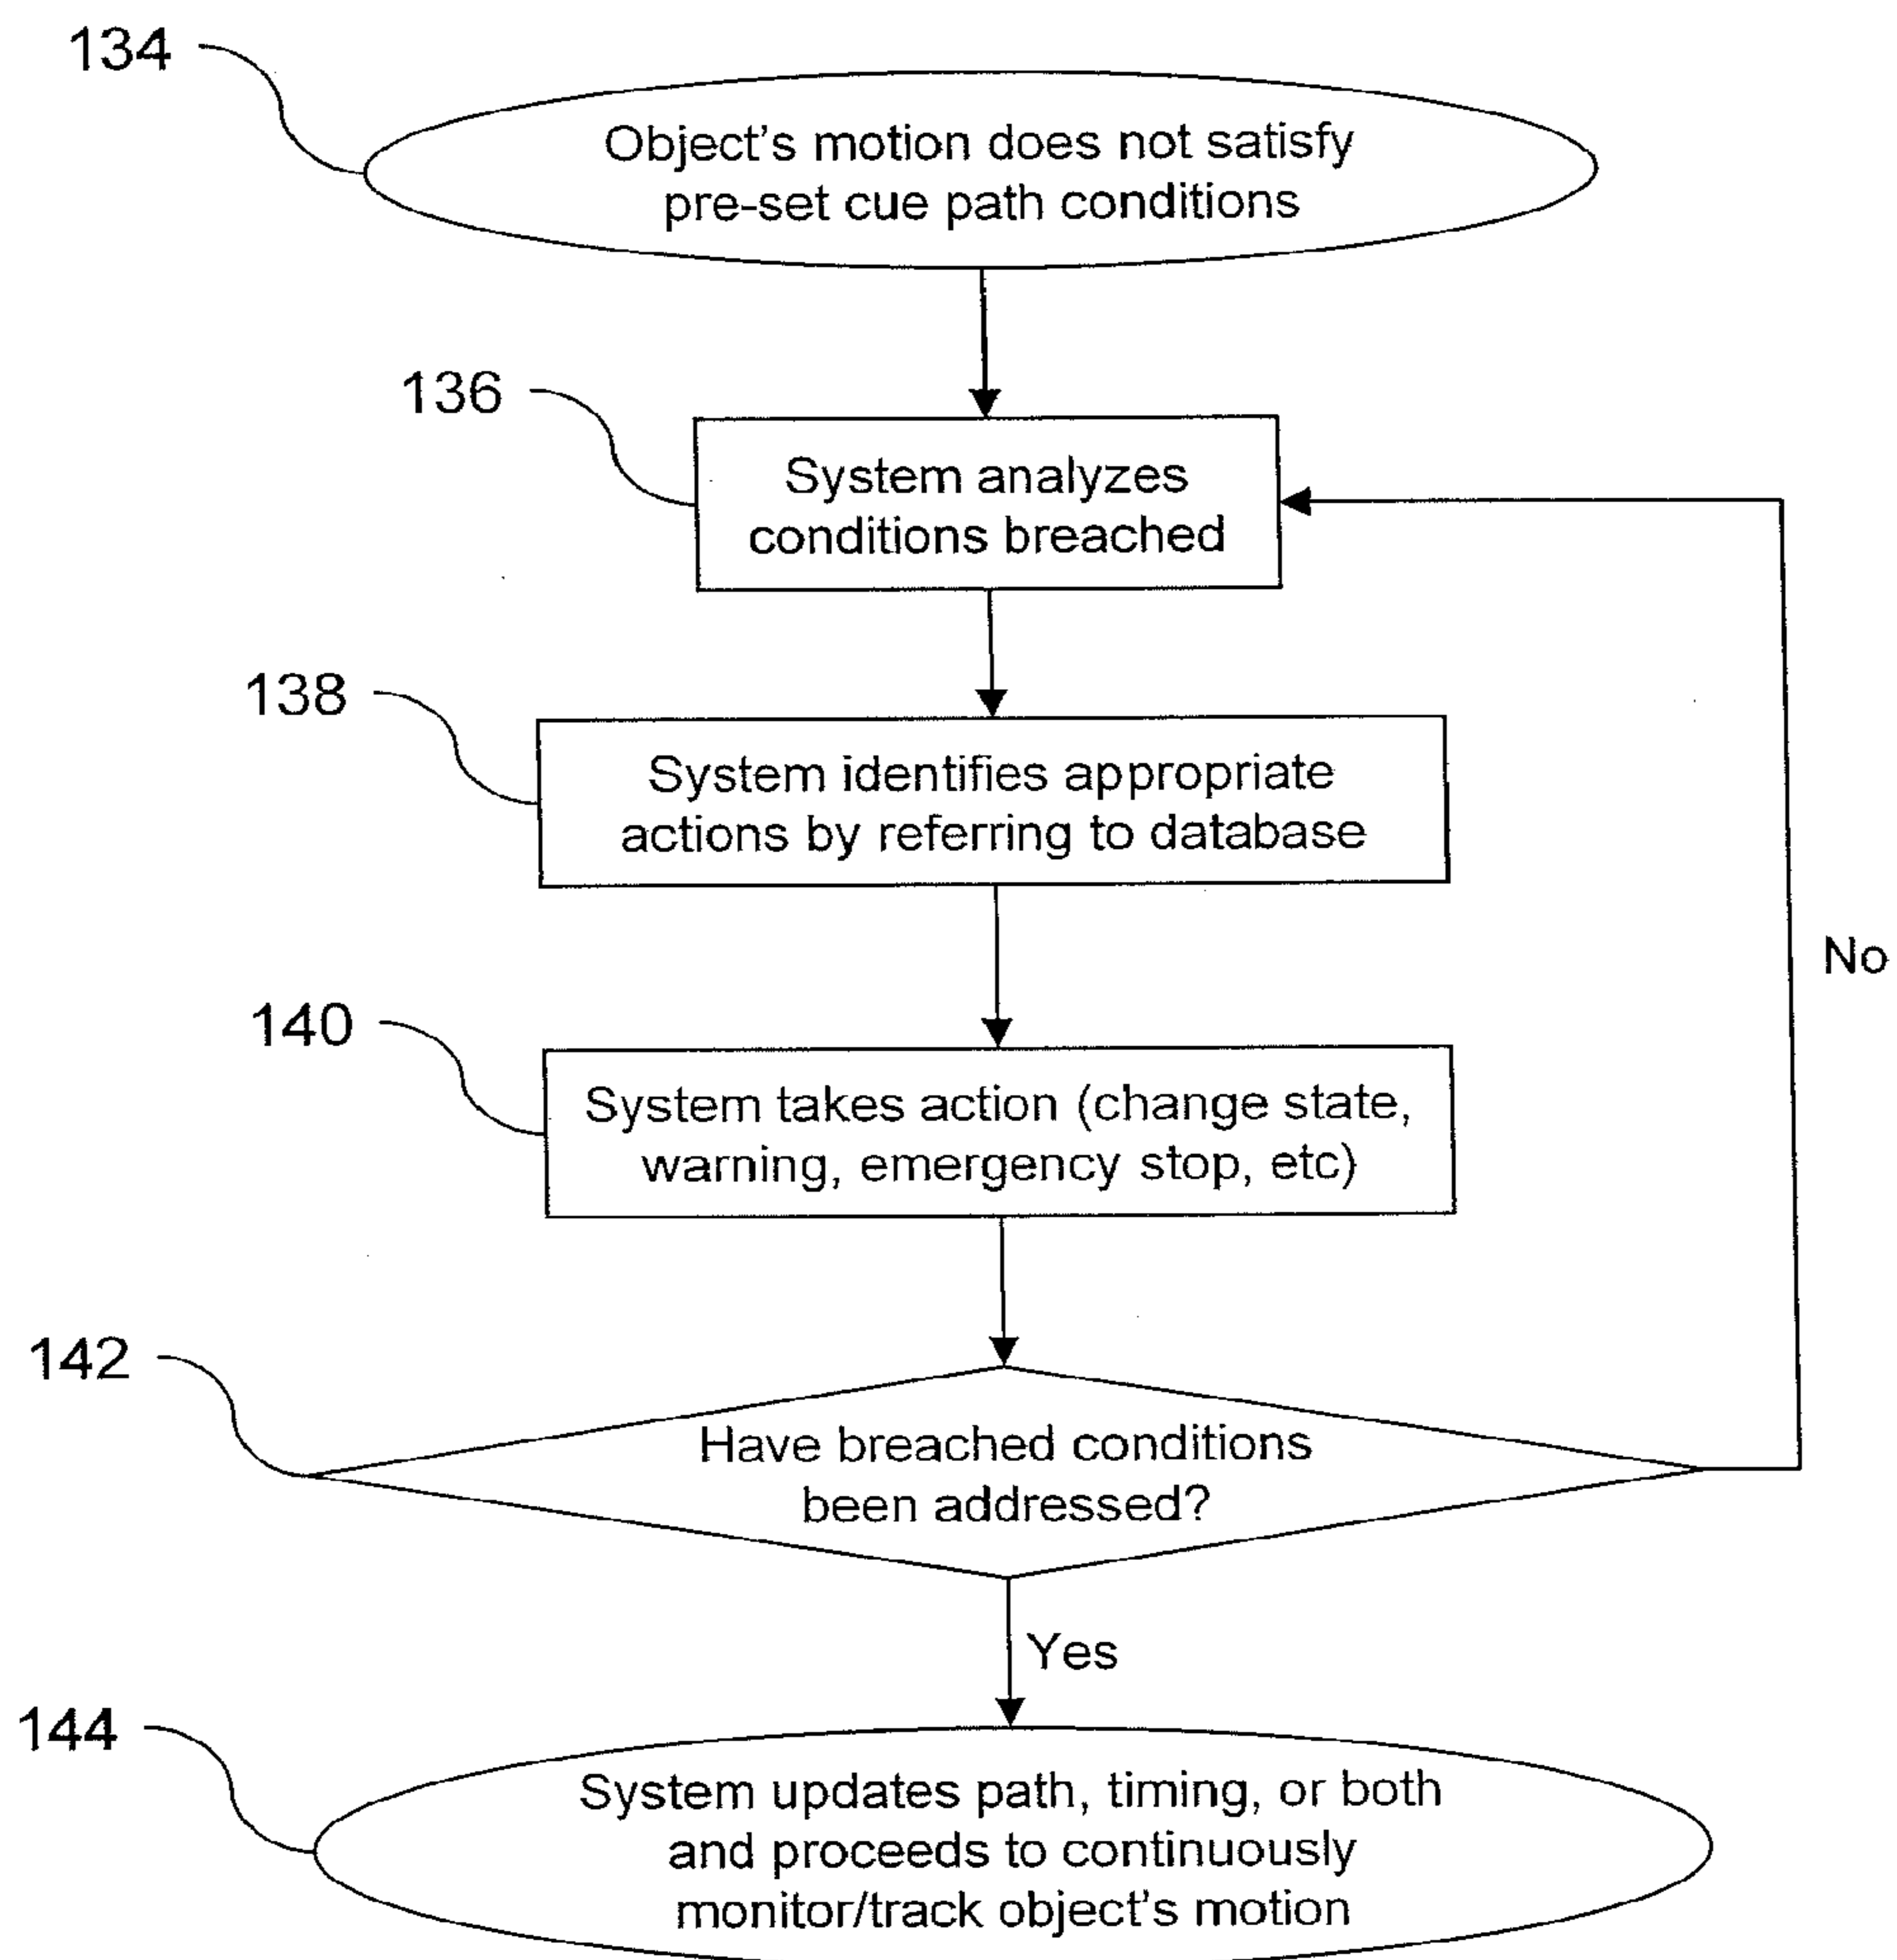 134
Object's motion does not satisfy
pre-set cue path conditions
136
System analyzes
conditions breached
138
System identifies appropriate
actions by referring to database
No
140
System takes action (change state,
warning, emergency stop, etc)
142
Have breached conditions
been addressed?
Yes
144
System updates path, timing, or both
and proceeds to continuously
monitor/track object's motion